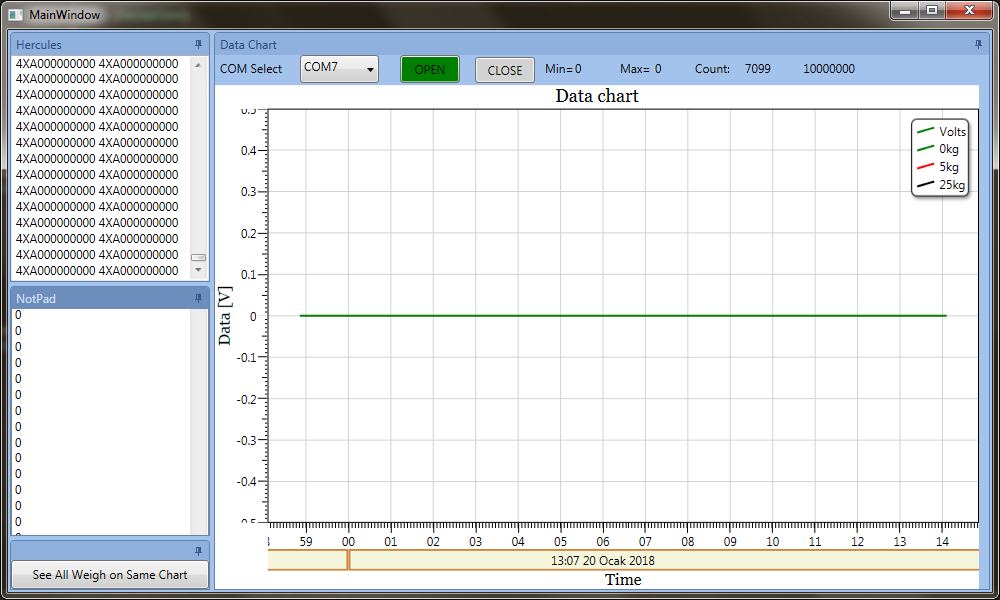 MainWindow
Hercules
4XA000000000 4XA000000000
4XA000000000 4XA000000000
4XA000000000 4XA000000000
4XA000000000 4XA000000000
4XA000000000 4XA000000000
4XA000000000 4XA000000000
4XA000000000 4XA000000000
4XA000000000 4XA000000000
4XA000000000 4XA000000000
4XA000000000 4XA000000000
4XA000000000 4XA000000000
4XA000000000 4XA000000000
4XA000000000 4XA000000000
4XA000000000 4XA000000000
NotPad
0
0
0
0
0
0
0
0
0
0
0
0
0
0
See All Weigh on Same Chart
Data Chart
COM Select COM7 OPEN CLOSE Min= 0 Max= 0 Count: 7099 10000000
Data chart
Volts
0kg
5kg
25kg
Data [V]
0.5
0.4
0.3
0.2
0.1
0
-0.1
-0.2
-0.3
-0.4
-0.5
59 00 01 02 03 04 05 06 07 08 09 10 11 12 13 14
13:07 20 Ocak 2018
Time